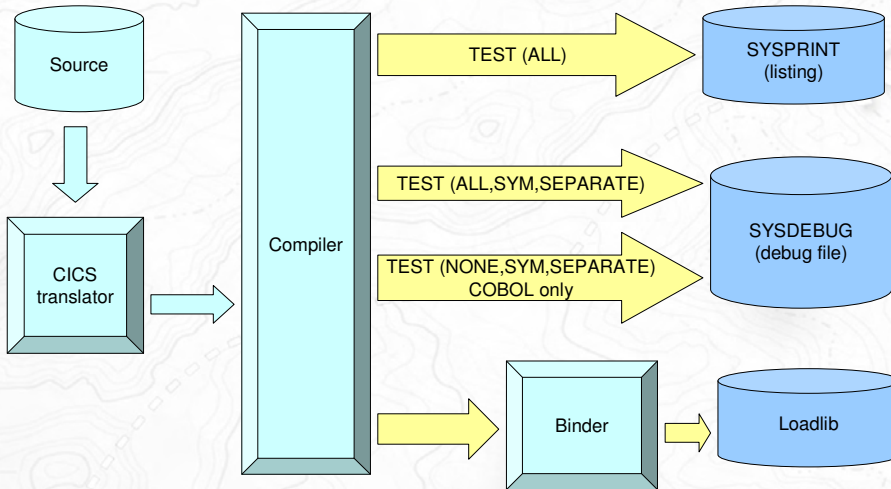 Source
CICS
translator
Compiler
TEST (ALL)
SYSPRINT
(listing)
TEST (ALL,SYM,SEPARATE)
TEST (NONE,SYM,SEPARATE)
COBOL only
SYSDEBUG
(debug file)
Binder
Loadlib